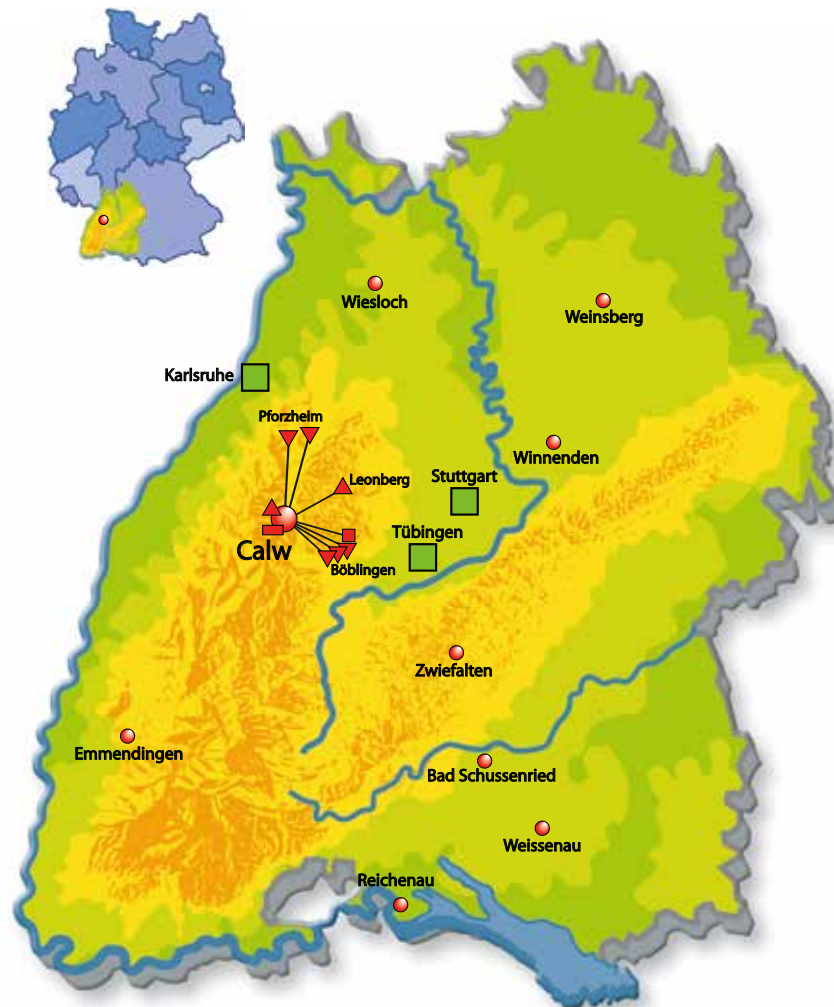 Wiesloch
Weinsberg
Karlsruhe
Pforzheim
Winnenden
Leonberg
Stuttgart
Tübingen
Calw
Böblingen
Zwiefalten
Emmendingen
Bad Schussenried
Weissenau
Reichenau